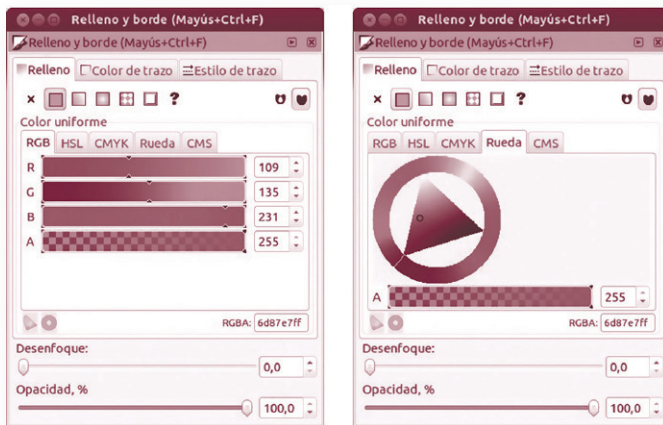 Relleno y borde (Mayús+Ctrl+F)
Relleno y borde (Mayús+Ctrl+F)
Relleno Color de trazo Estilo de trazo
?
Color uniforme
RGB HSL CMYK Rueda CMS
R 109
G 135
B 231
A 255
RGBA: 6d87e7ff
Desenfoque:
0,0
Opacidad, %
100,0
Relleno y borde (Mayús+Ctrl+F)
Relleno y borde (Mayús+Ctrl+F)
Relleno Color de trazo Estilo de trazo
?
Color uniforme
RGB HSL CMYK Rueda CMS
A 255
RGBA: 6d87e7ff
Desenfoque:
0,0
Opacidad, %
100,0